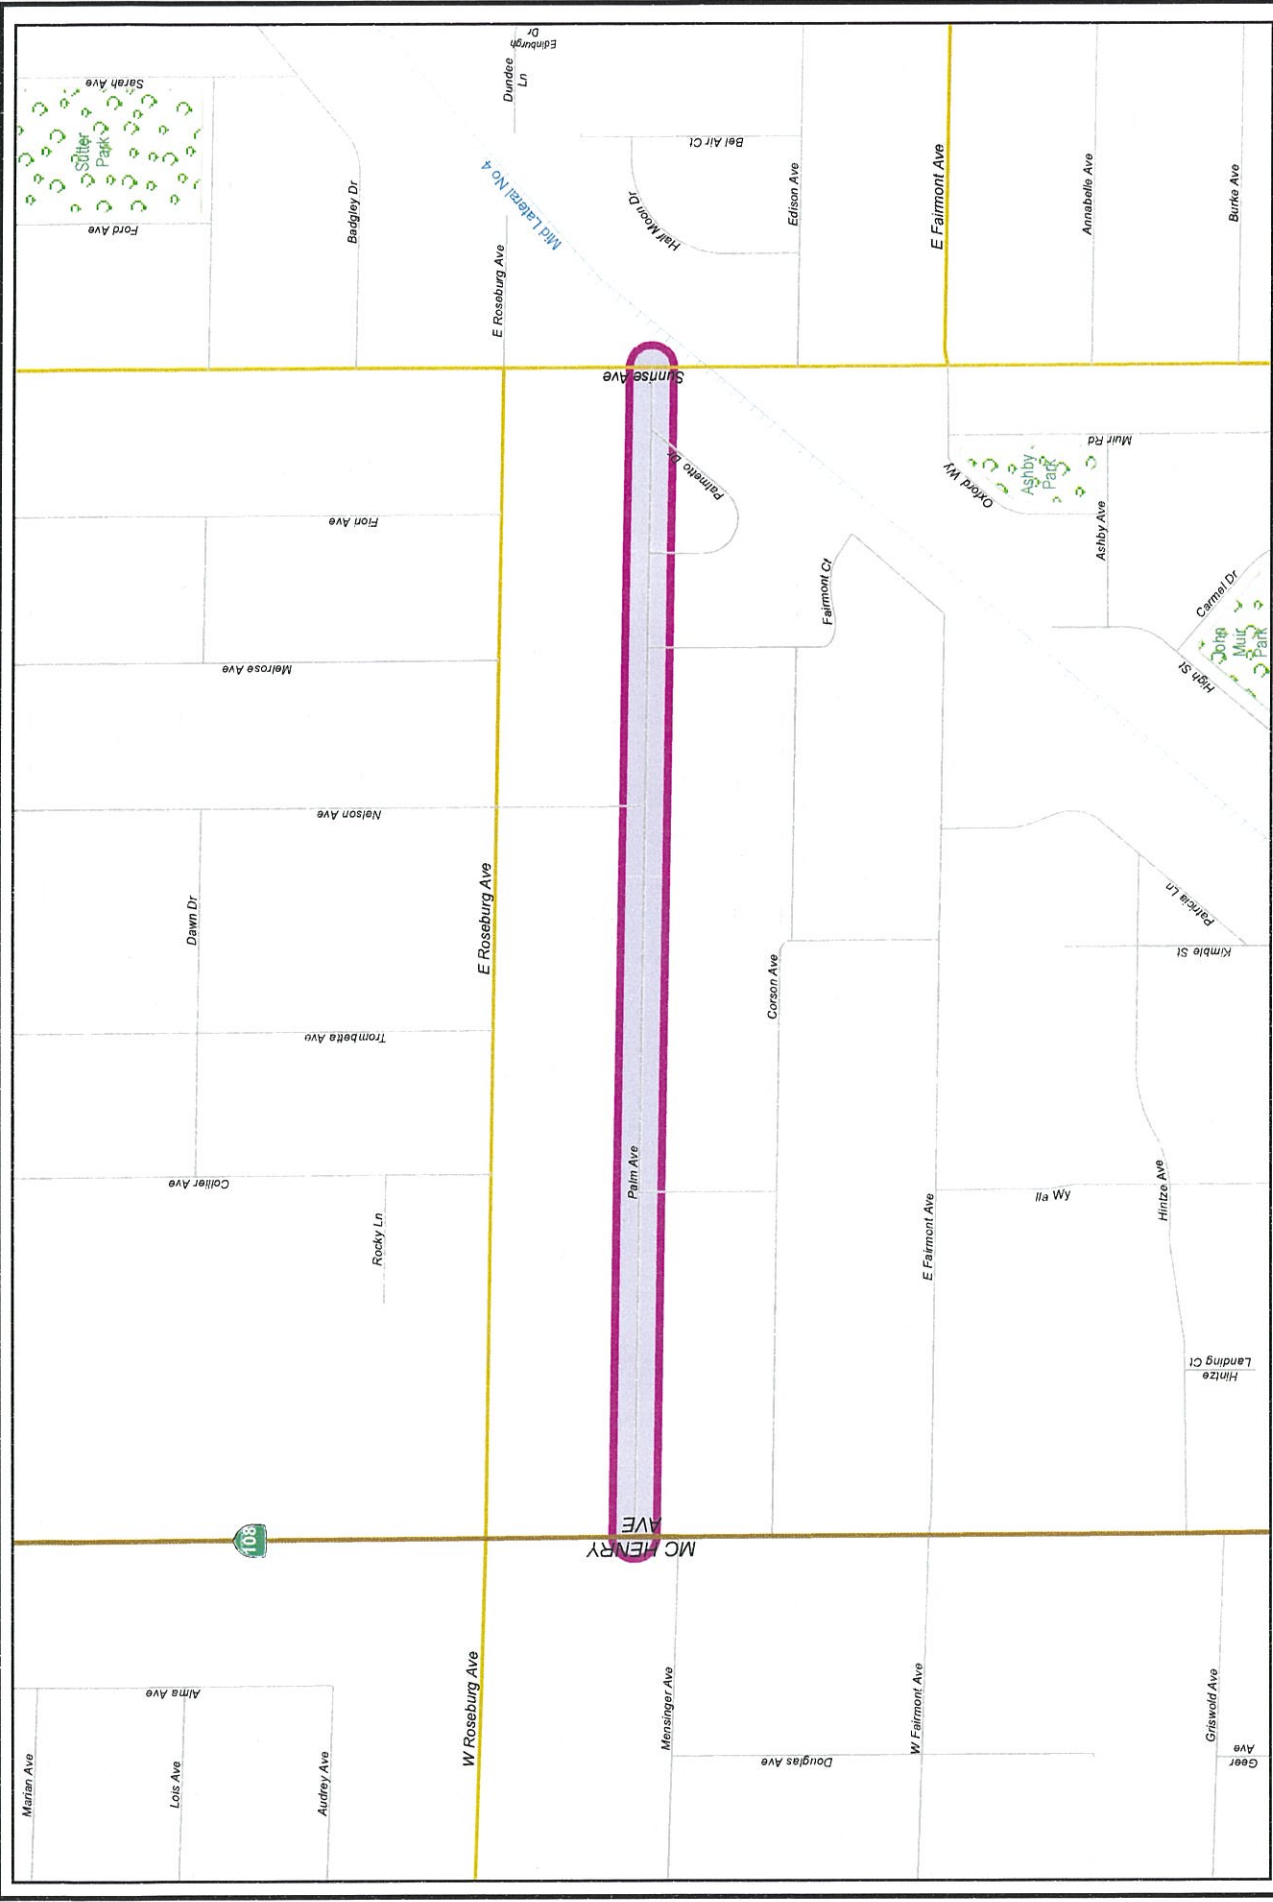 Sarah Ave
Sutter
Park
Ford Ave
Badgley Dr
Dundee
Ln
Edinburgh
Dr
Mid Lateral No 4
E Roseburg Ave
Bel Air Ct
Half Moon Dr
Edison Ave
E Fairmont Ave
Annabelle Ave
Burke Ave
Sunrise Ave
Palmetto Dr
Fiori Ave
Melrose Ave
Nelson Ave
Muir Rd
Oxford Wy
Ashby
Park
Ashby Ave
Fairmont Ct
Carmel Dr
John
Muir
Park
High St
Dawn Dr
E Roseburg Ave
Corson Ave
Patricia Ln
Kimble St
Trombetta Ave
Collier Ave
Rocky Ln
Palm Ave
E Fairmont Ave
Ila Wy
Hintze Ave
Hintze
Landing Ct
108
MC HENRY
AVE
W Roseburg Ave
Alma Ave
Marian Ave
Lois Ave
Audrey Ave
Mensinger Ave
Douglas Ave
W Fairmont Ave
Griswold Ave
Geer
Ave